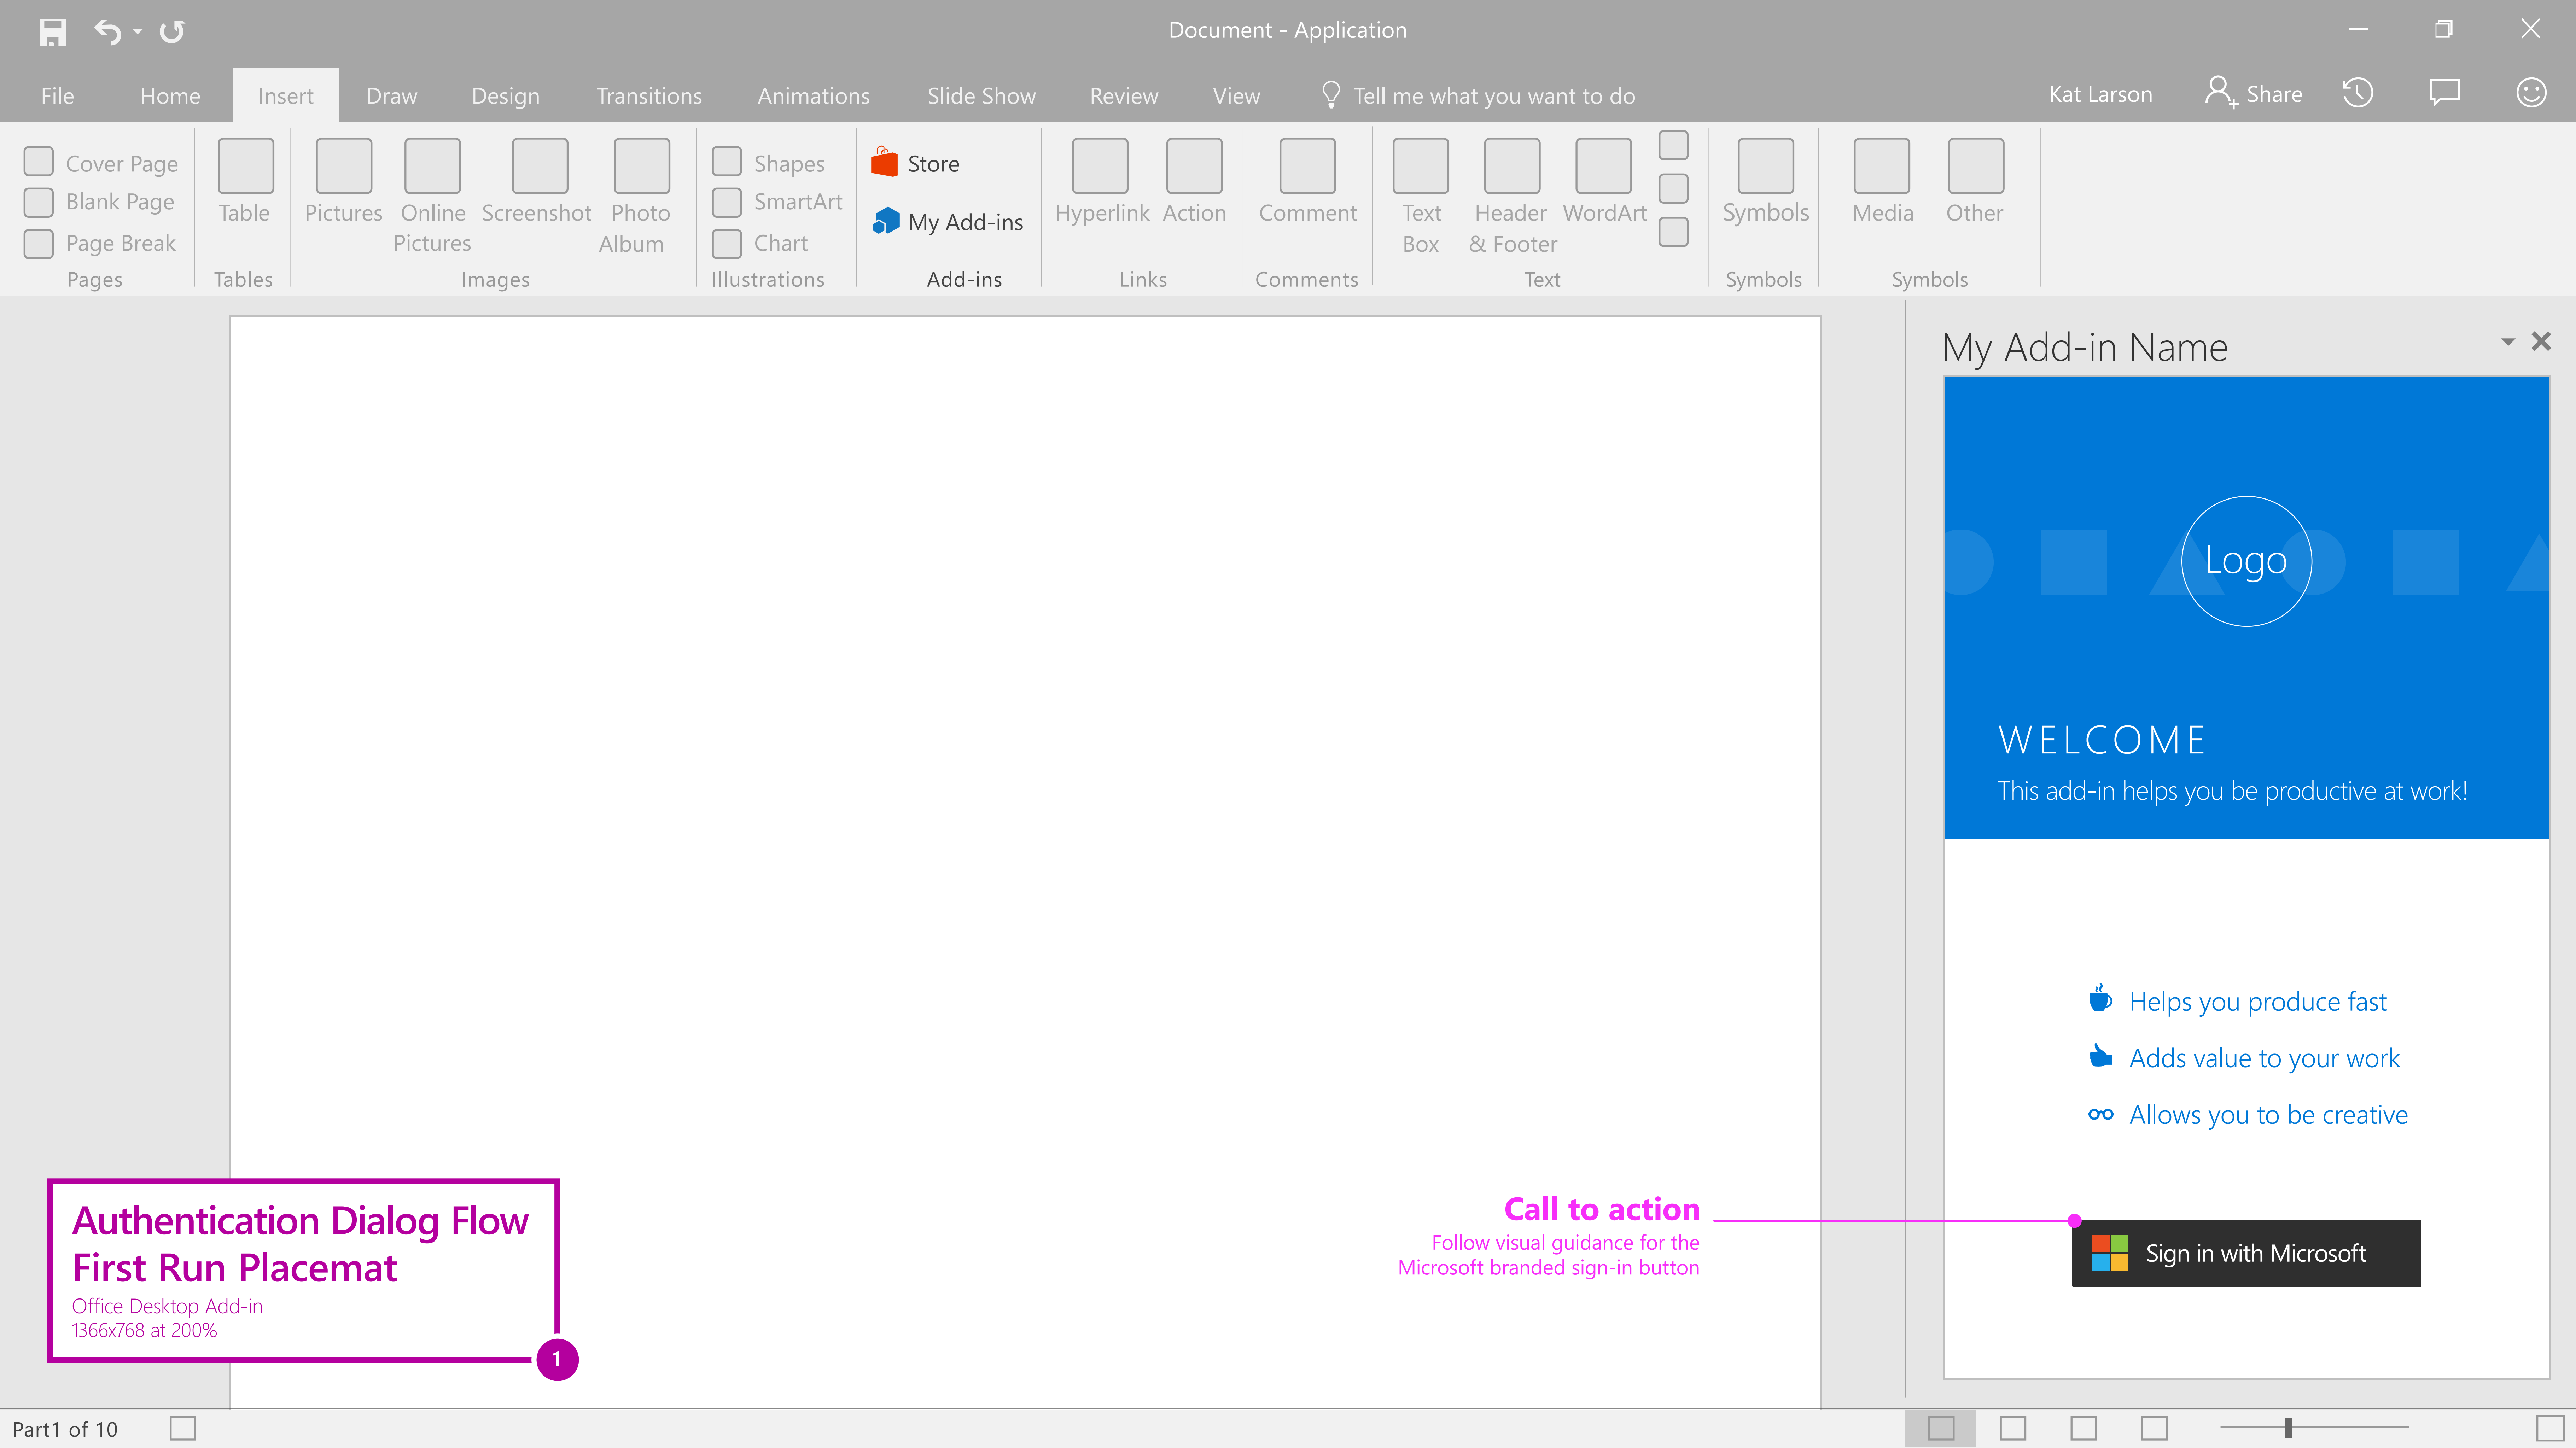 Document - Application
File Home Insert Draw Design Transitions Animations Slide Show Review View Tell me what you want to do Kat Larson Share
Cover Page
Blank Page
Page Break
Pages
Table
Tables
Pictures
Online
Pictures
Screenshot
Photo
Album
Images
Shapes
SmartArt
Chart
Illustrations
Store
My Add-ins
Add-ins
Hyperlink
Action
Links
Comment
Comments
Text
Box
Header
& Footer
WordArt
Text
Symbols
Symbols
Media
Other
Symbols
My Add-in Name
Logo
WELCOME
This add-in helps you be productive at work!
Helps you produce fast
Adds value to your work
Allows you to be creative
Sign in with Microsoft
Call to action
Follow visual guidance for the
Microsoft branded sign-in button
Authentication Dialog Flow
First Run Placemat
Office Desktop Add-in
1366x768 at 200%
1
Part1 of 10